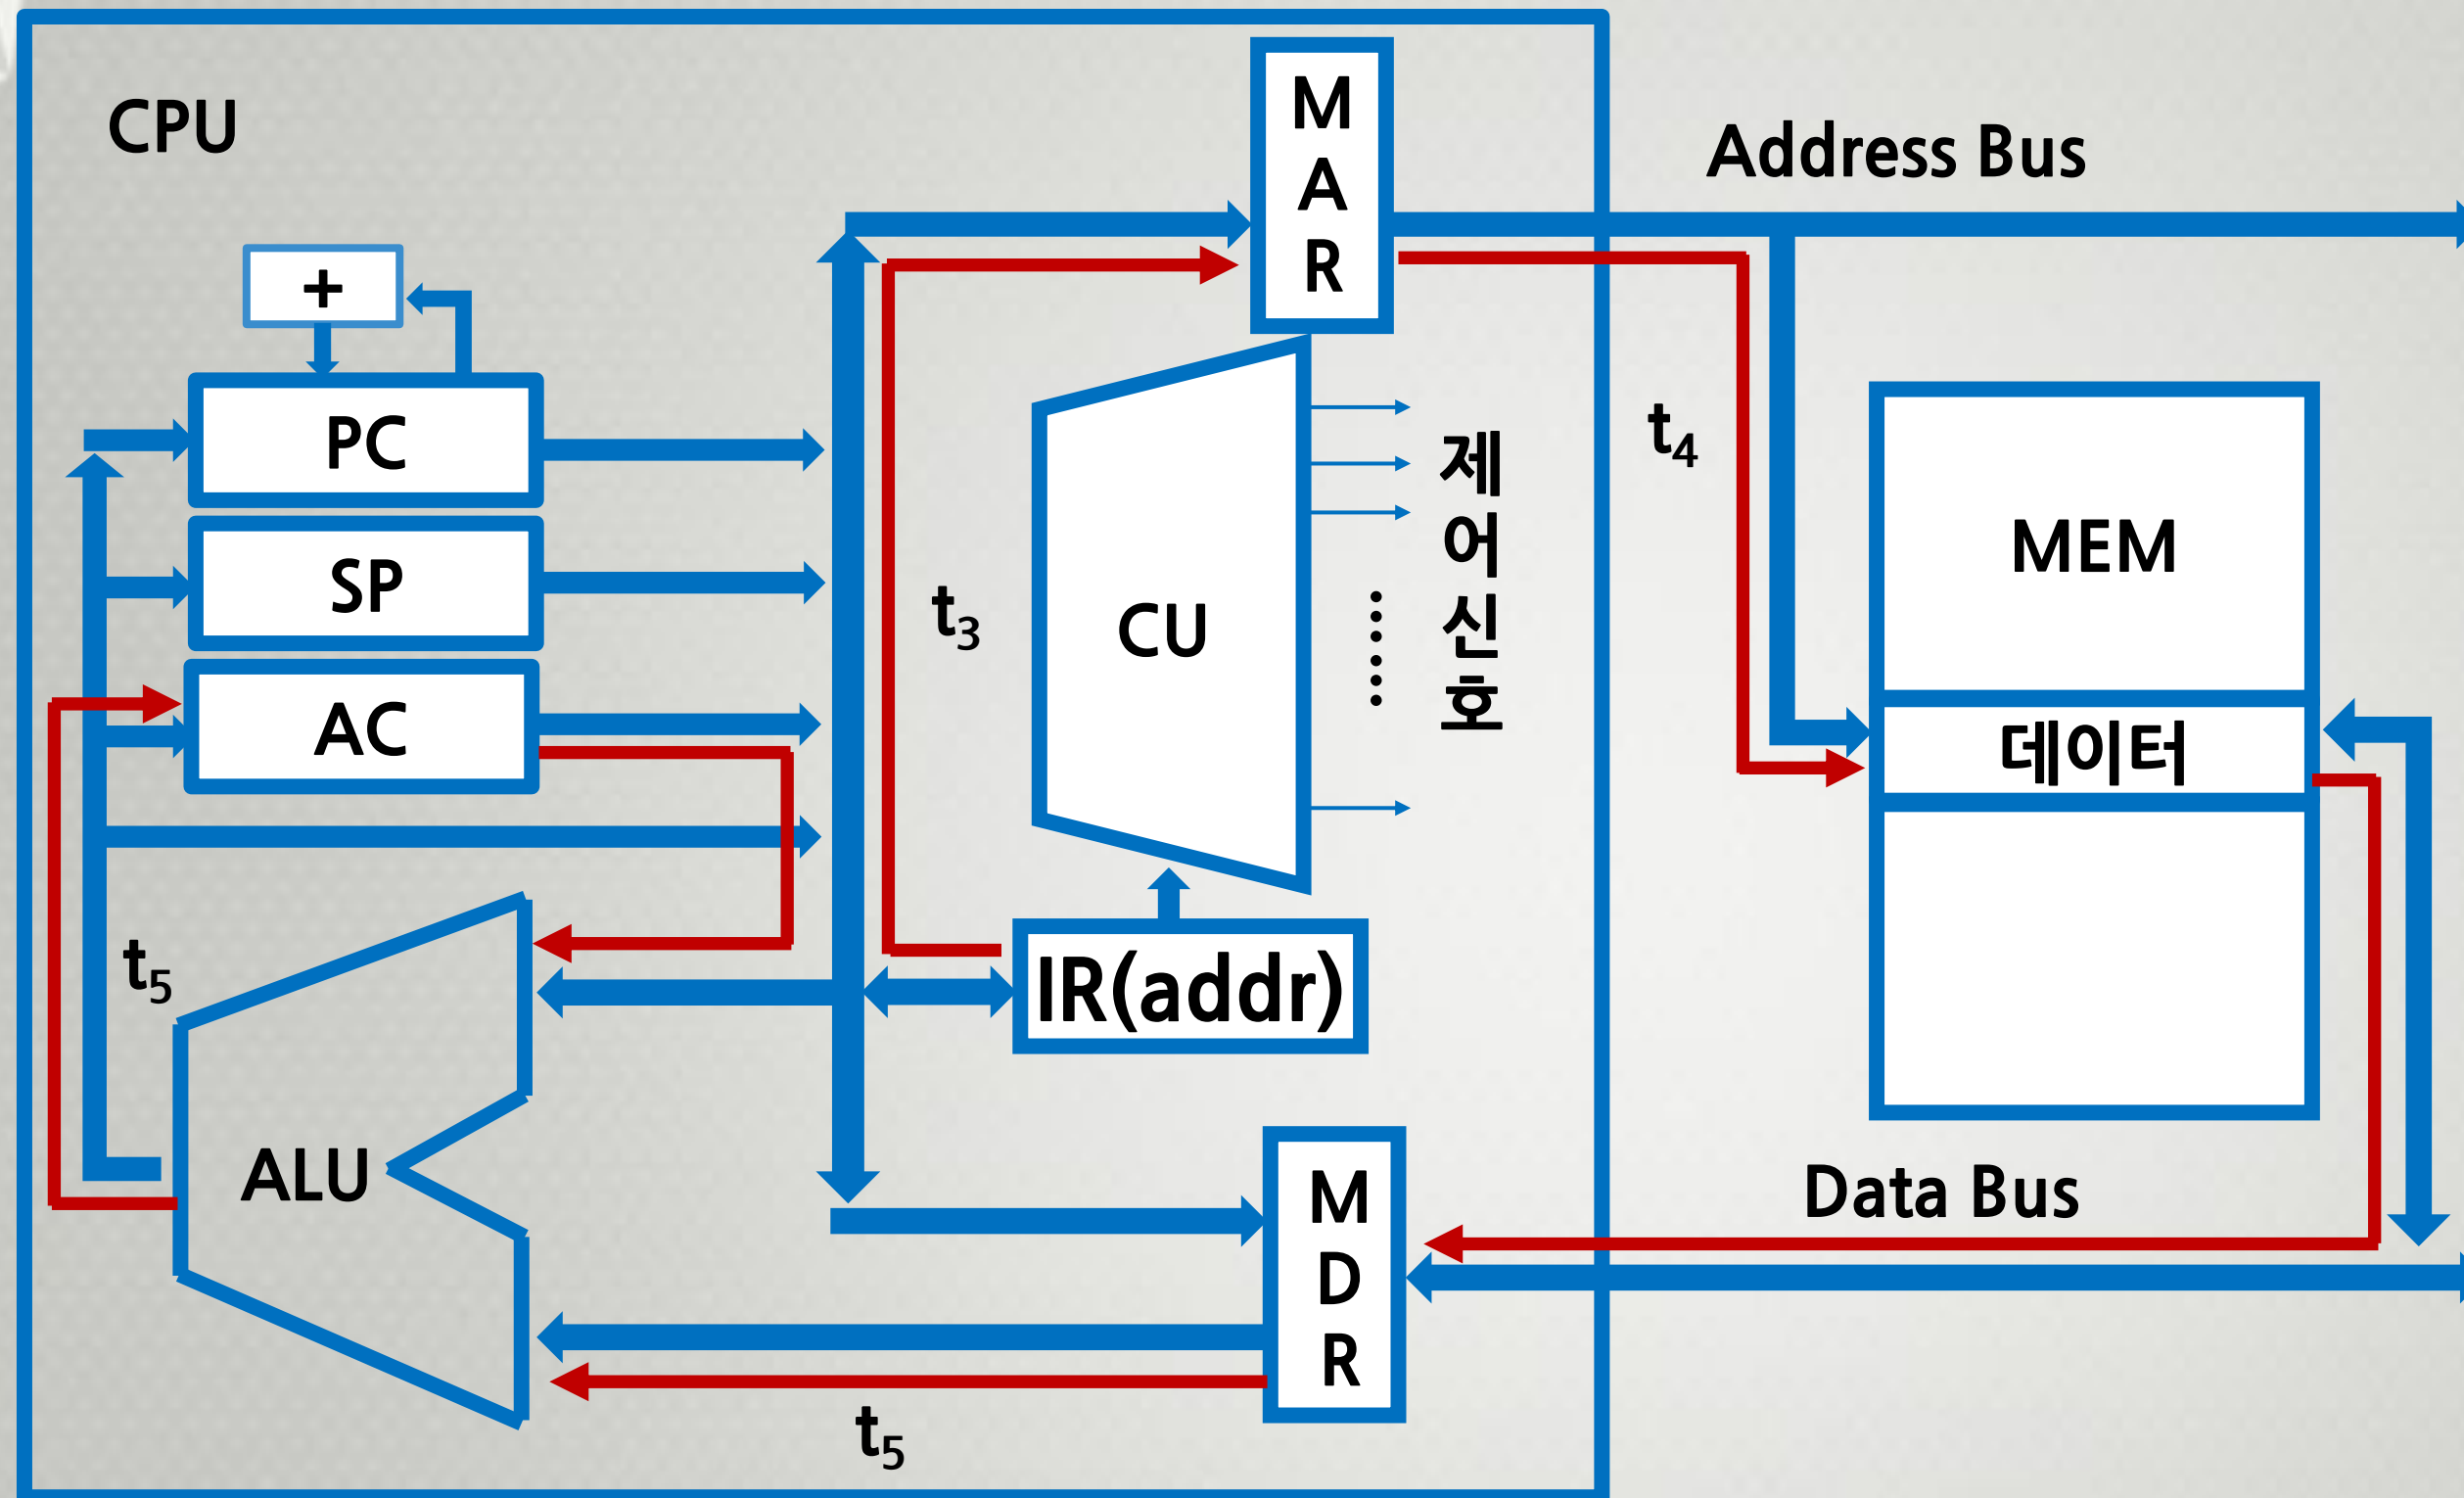 CPU
MAR
Address Bus
+
PC
SP
AC
t₃
CU
제어신호
t₄
MEM
데이터
t₅
IR(addr)
ALU
MDR
Data Bus
t₅